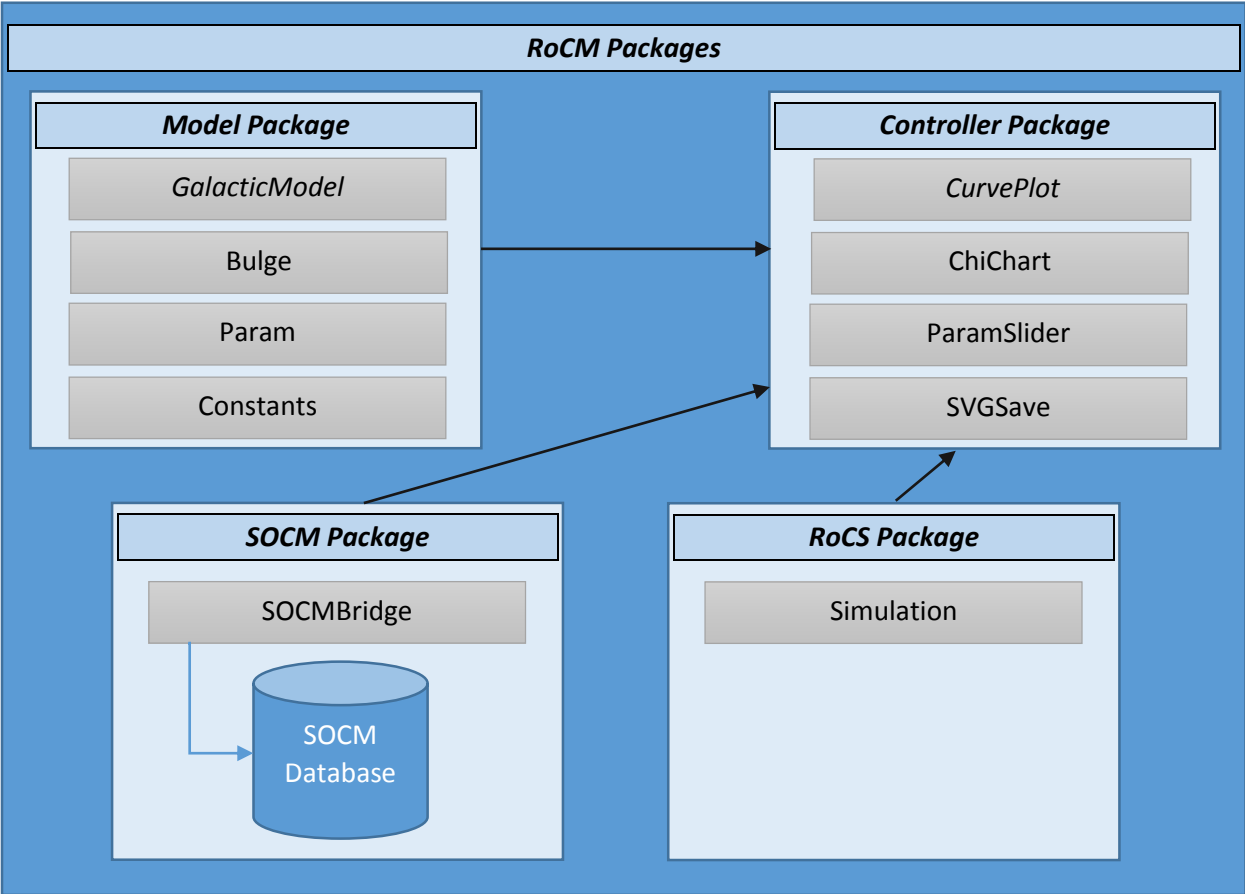 RoCM Packages
Model Package
GalacticModel
Bulge
Param
Constants
Controller Package
CurvePlot
ChiChart
ParamSlider
SVGSave
SOCM Package
SOCMBridge
SOCM
Database
RoCS Package
Simulation